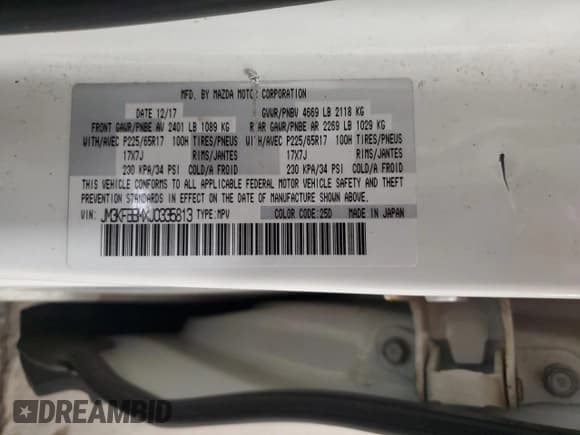 MFD. BY MAZDA MOTOR CORPORATION
DATE 12/17 GVWR/PNBV 4669 LB 2118 KG
FRONT GAWR/PNBE AV 2401 LB 1089 KG R AR GAWR/PNBE AR 2269 LB 1029 KG
WITH/AVEC P225/65R17 100H TIRES/PNEUS WITH/AVEC P225/65R17 100H TIRES/PNEUS
17X7J RIMS/JANTES 17X7J RIMS/JANTES
230 KPA/34 PSI COLD/A FROID 230 KPA/34 PSI COLD/A FROID
THIS VEHICLE CONFORMS TO ALL APPLICABLE FEDERAL MOTOR VEHICLE SAFETY AND THEFT
PREVENTION STANDARDS IN EFFECT ON THE DATE OF MANUFACTURE SHOWN ABOVE.
VIN: TYPE: MPV COLOR CODE: 25D MADE IN JAPAN
DREAMBID